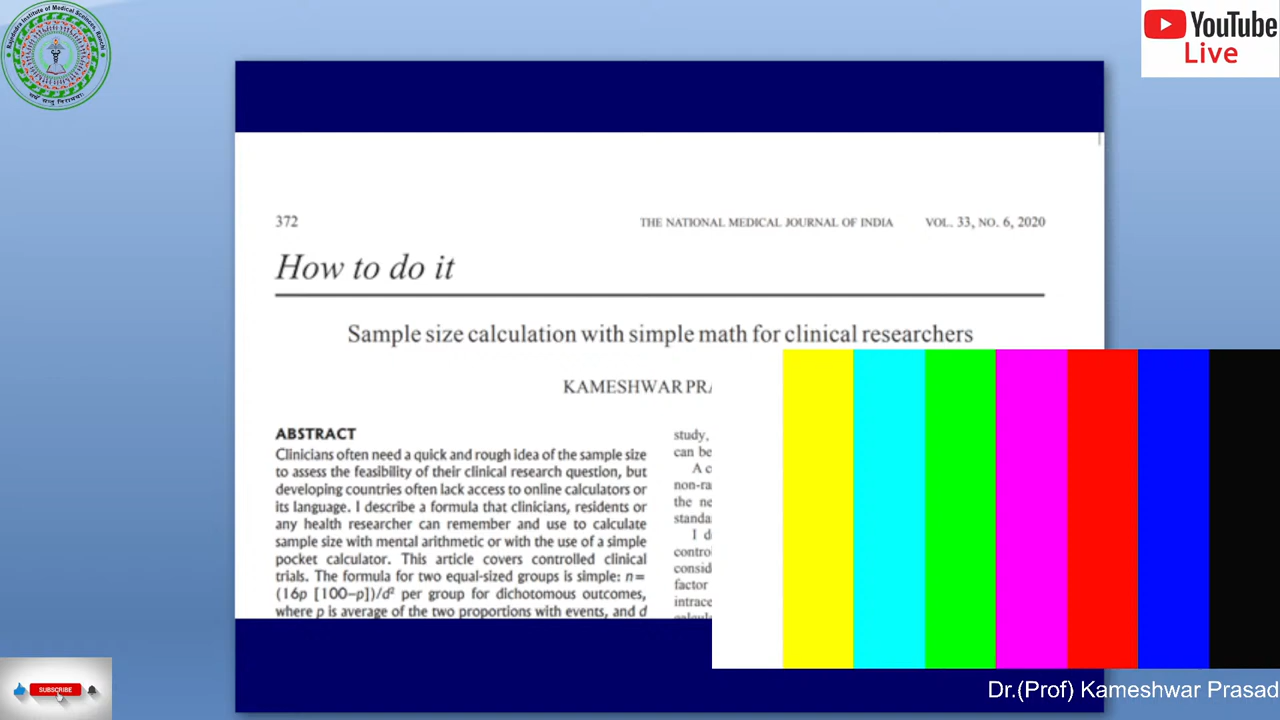 Rajendra Institute of Medical Sciences, Ranchi
YouTube
Live
372
THE NATIONAL MEDICAL JOURNAL OF INDIA VOL. 33, NO. 6, 2020
How to do it
Sample size calculation with simple math for clinical researchers
KAMESHWAR PRA
ABSTRACT
Clinicians often need a quick and rough idea of the sample size
to assess the feasibility of their clinical research question, but
developing countries often lack access to online calculators or
its language. I describe a formula that clinicians, residents or
any health researcher can remember and use to calculate
sample size with mental arithmetic or with the use of a simple
pocket calculator. This article covers controlled clinical
trials. The formula for two equal-sized groups is simple: n=
(16p [100–p])/d² per group for dichotomous outcomes,
where p is average of the two proportions with events, and d
study,
can be
A c
non-ra
the ne
standa
I d
contro
consid
factor
intrace
SUBSCRIBE
Dr.(Prof) Kameshwar Prasad